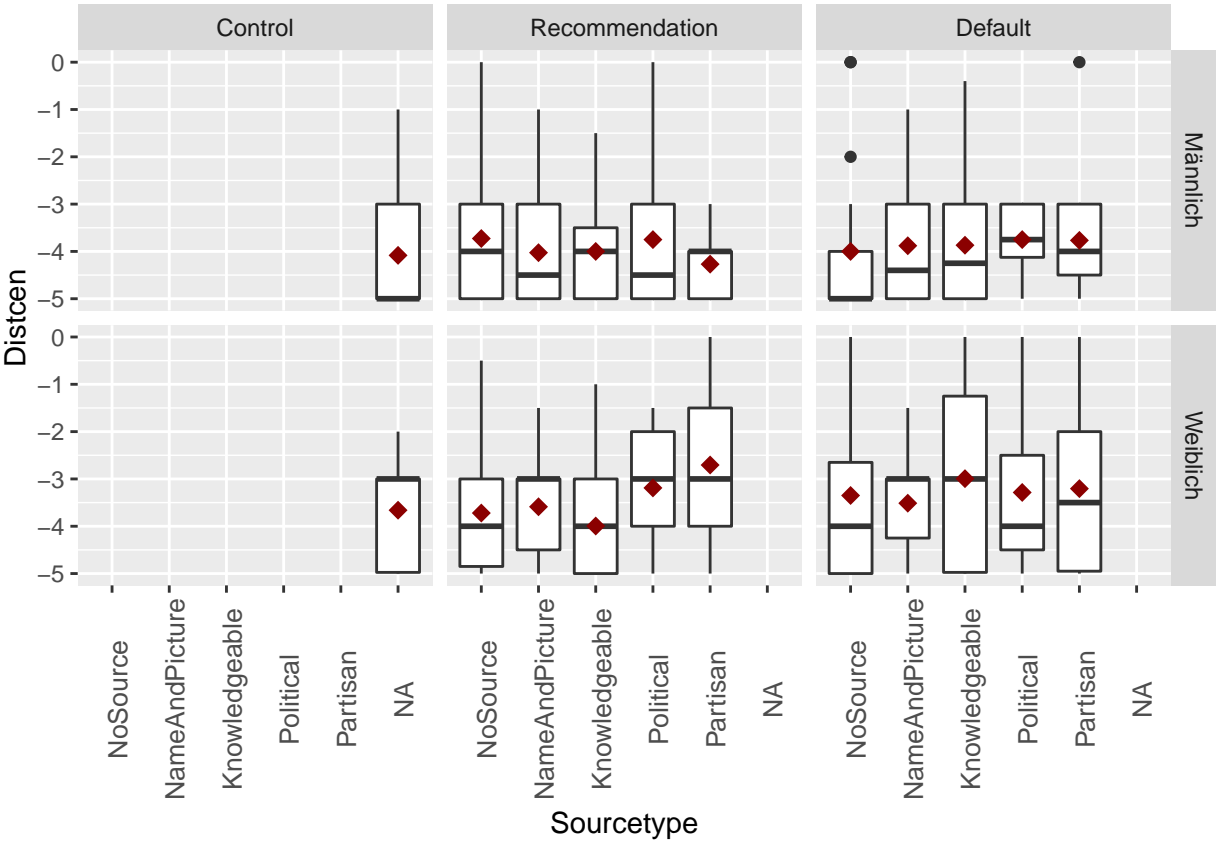 Control
Recommendation
Default
0
−1
−2
−3
−4
−5
Männlich
0
−1
−2
−3
−4
−5
Weiblich
Distcen
NoSource
NameAndPicture
Knowledgeable
Political
Partisan
NA
NoSource
NameAndPicture
Knowledgeable
Political
Partisan
NA
NoSource
NameAndPicture
Knowledgeable
Political
Partisan
NA
Sourcetype